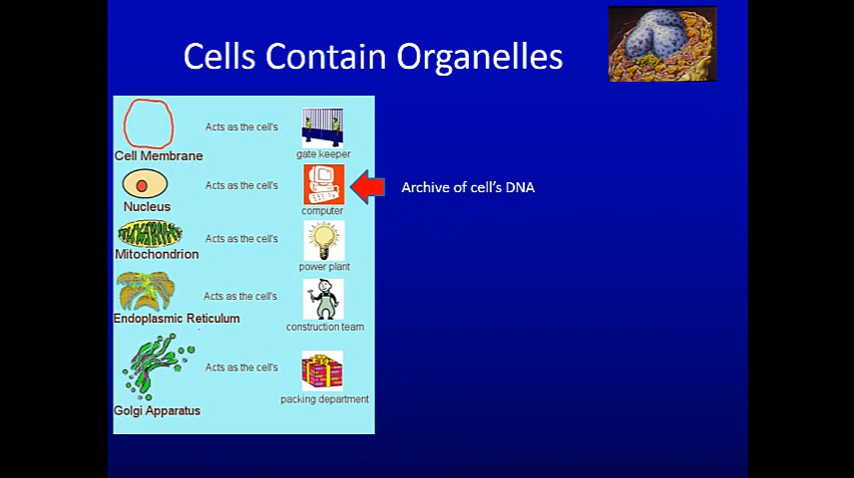 Cells Contain Organelles
Cell Membrane
Acts as the cell's
gate keeper
Nucleus
Acts as the cell's
computer
Archive of cell's DNA
Mitochondrion
Acts as the cell's
power plant
Endoplasmic Reticulum
Acts as the cell's
construction team
Golgi Apparatus
Acts as the cell's
packing department